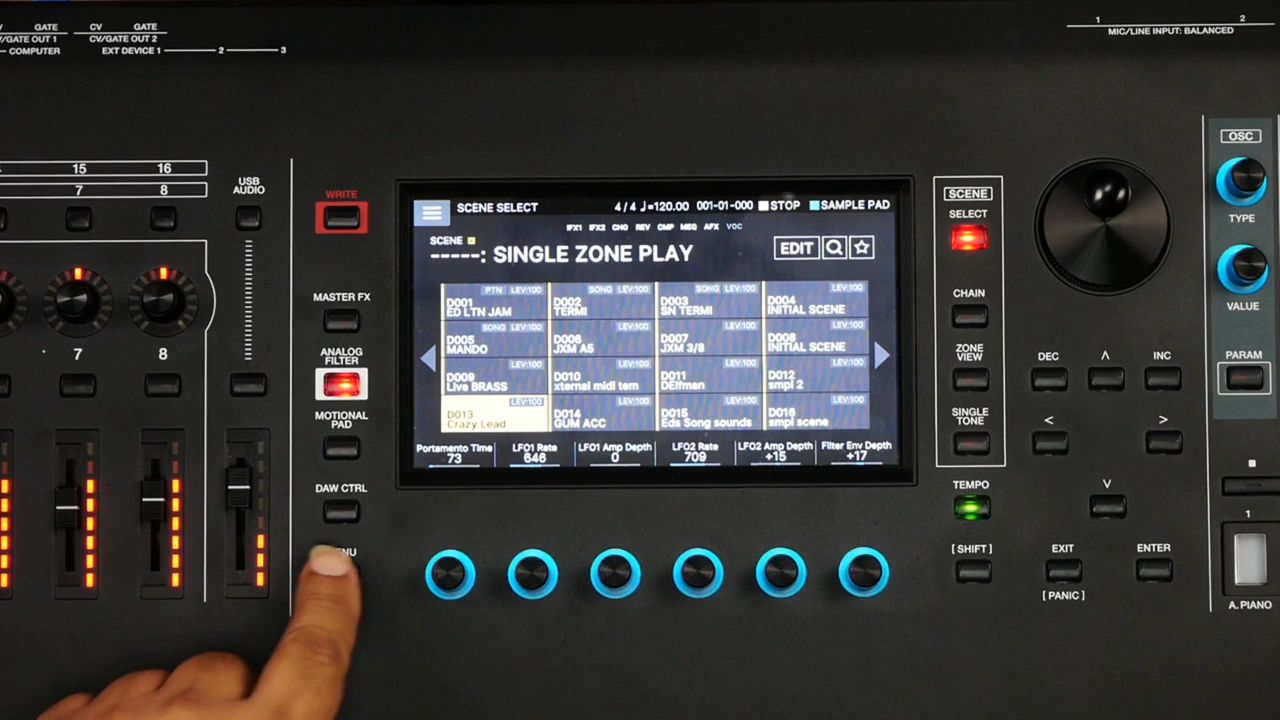 GATE CV GATE
/GATE OUT 1 CV/GATE OUT 2
COMPUTER EXT DEVICE 1 2 3
1 2
MIC/LINE INPUT: BALANCED
15 16
7 8
USB
AUDIO
7 8
WRITE
MASTER FX
ANALOG
FILTER
MOTIONAL
PAD
DAW CTRL
NU
SCENE SELECT 4/4 ♩=120.00 001-01-000 STOP SAMPLE PAD
IFX1 IFX2 CHO REV CMP MEQ AFX VOC
SCENE
-----: SINGLE ZONE PLAY EDIT
PTN LEV:100 SONG LEV:100 SONG LEV:100 LEV:100
D001 D002 D003 D004
ED LTN JAM TERMI SN TERMI INITIAL SCENE
SONG LEV:100 LEV:100 LEV:100 LEV:100
D005 D006 D007 D008
MANDO JXM A5 JXM 3/8 INITIAL SCENE
LEV:100 LEV:100 LEV:100 LEV:100
D009 D010 D011 D012
Live BRASS xternal midi tem DElfman smpl 2
LEV:100 LEV:100 LEV:100 LEV:100
D013 D014 D015 D016
Crazy Lead GUM ACC Eds Song sounds smpl scene
Portamento Time LFO1 Rate LFO1 Amp Depth LFO2 Rate LFO2 Amp Depth Filter Env Depth
73 646 0 709 +15 +17
SCENE
SELECT
CHAIN
ZONE
VIEW
SINGLE
TONE
TEMPO
[ SHIFT ]
DEC INC
EXIT
[ PANIC ]
ENTER
OSC
TYPE
VALUE
PARAM
1
A.PIANO